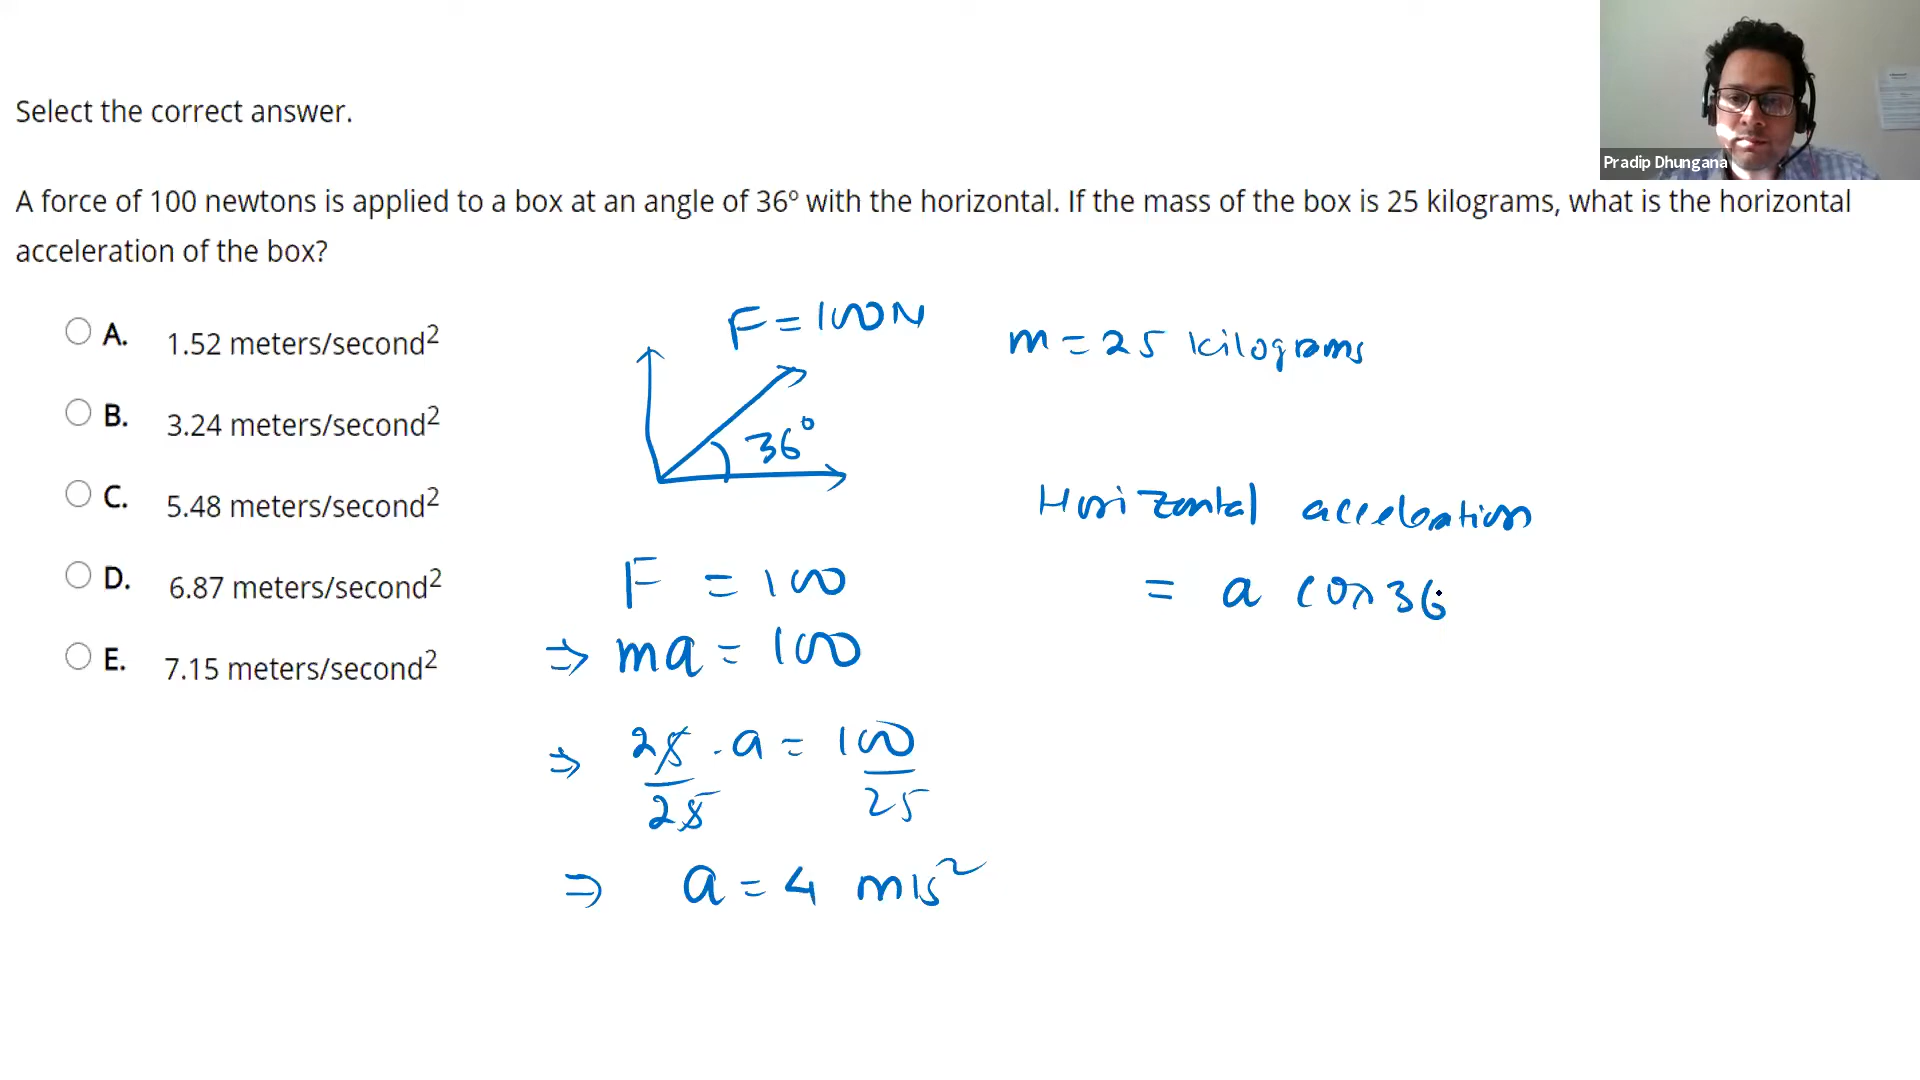 Pradip Dhungana
Select the correct answer.
A force of 100 newtons is applied to a box at an angle of 36º with the horizontal. If the mass of the box is 25 kilograms, what is the horizontal
acceleration of the box?
A. 1.52 meters/second²
B. 3.24 meters/second²
C. 5.48 meters/second²
D. 6.87 meters/second²
E. 7.15 meters/second²
F = 100N
36°
m = 25 kilograms
Horizontal acceleration
= a cos 36
F = 100
⇒ ma = 100
⇒ 25/25 . a = 100/25
⇒ a = 4 m/s²